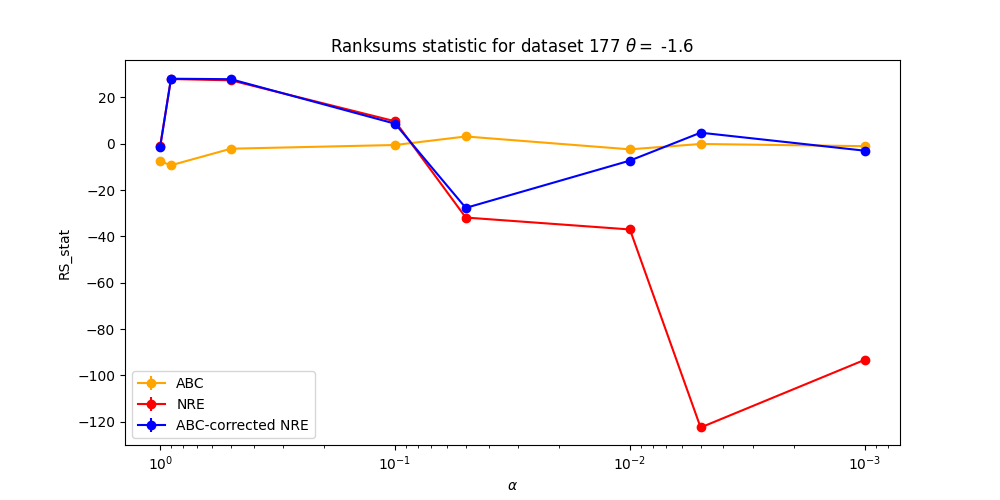 Ranksums statistic for dataset 177 θ = -1.6
20
0
−20
−40
−60
−80
−100
−120
RS_stat
ABC
NRE
ABC-corrected NRE
10⁰ 10⁻¹ 10⁻² 10⁻³
α